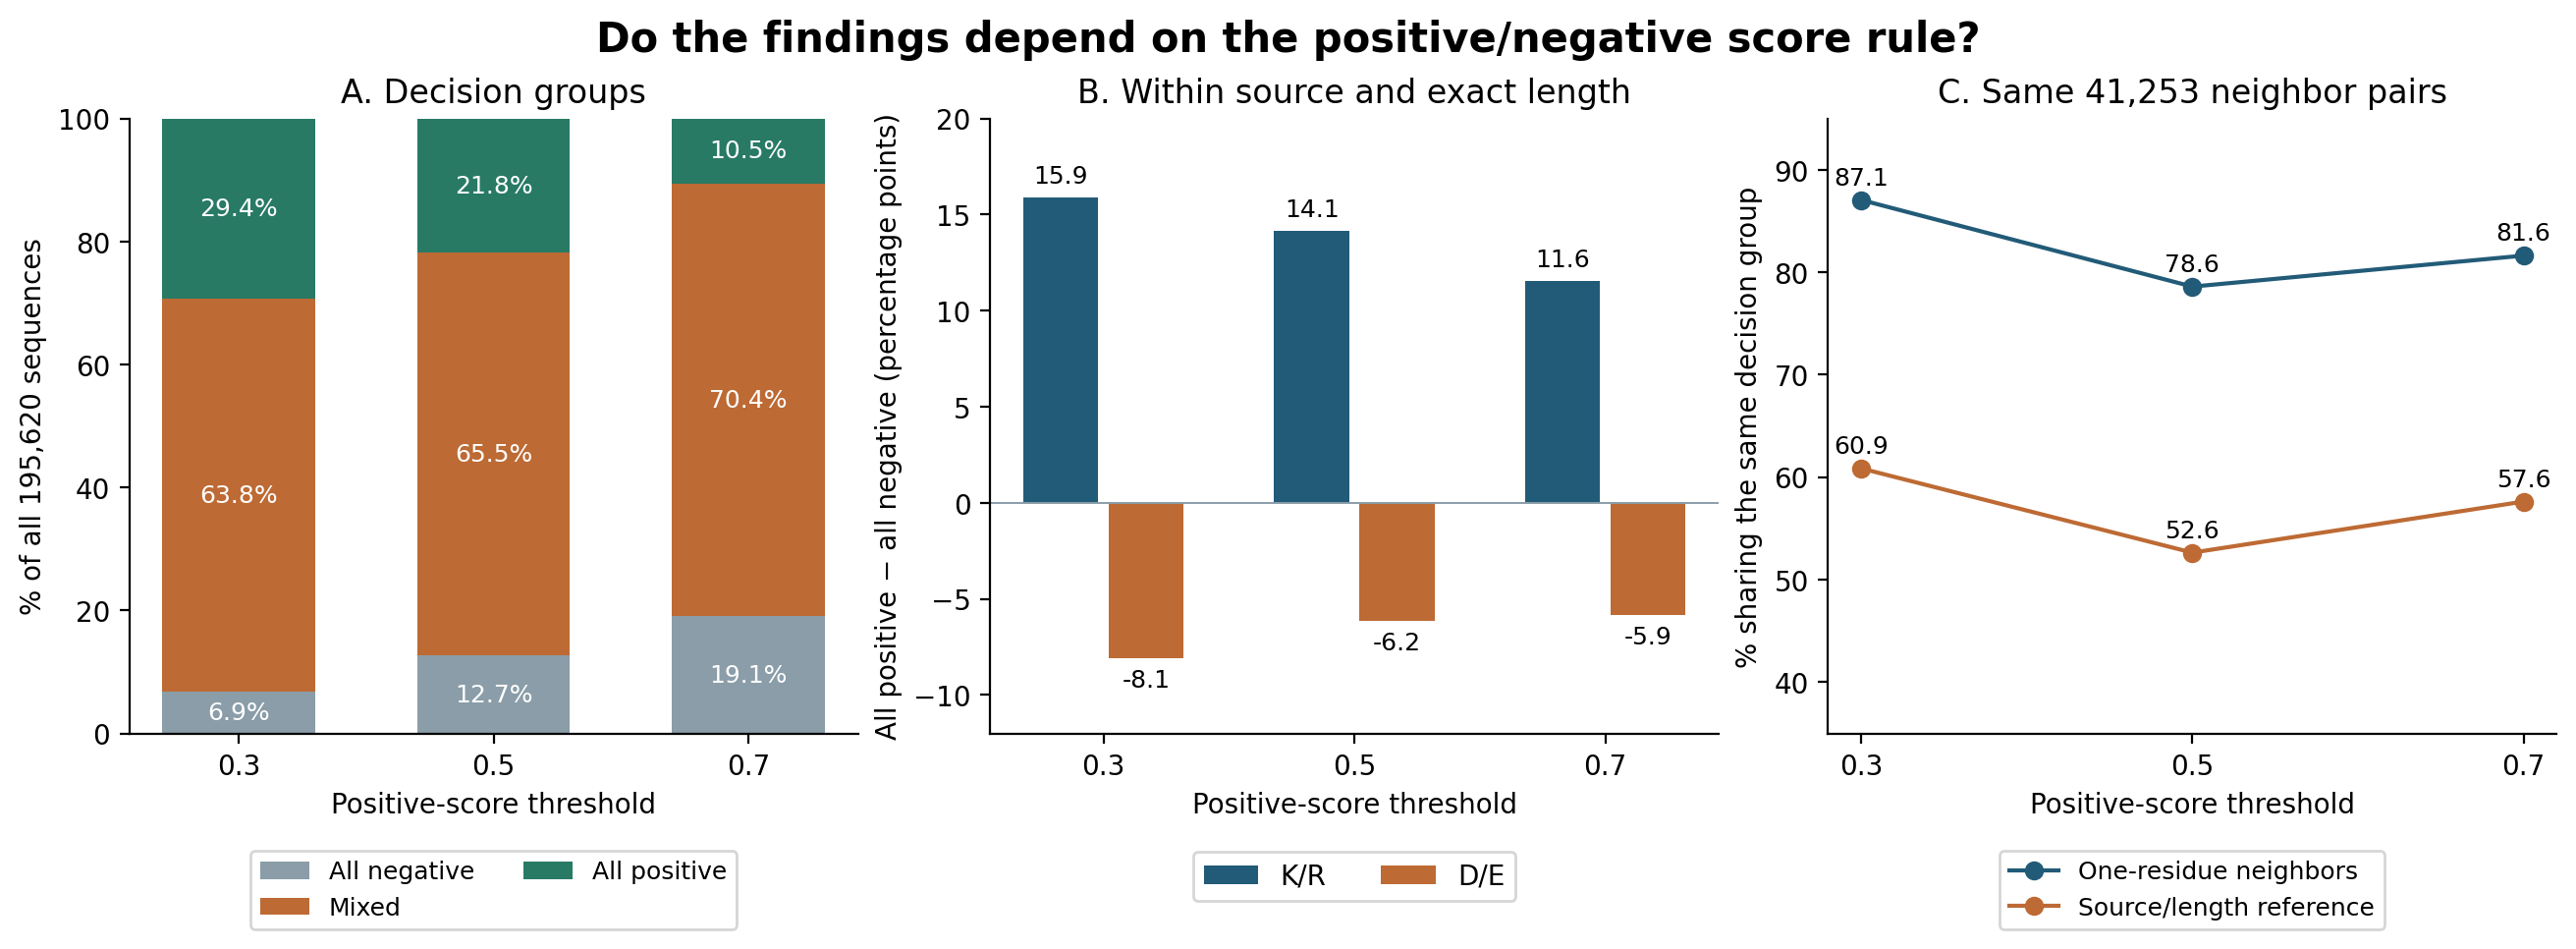 Do the findings depend on the positive/negative score rule?
A. Decision groups
% of all 195,620 sequences
100
80
60
40
20
0
29.4%
63.8%
6.9%
21.8%
65.5%
12.7%
10.5%
70.4%
19.1%
0.3
0.5
0.7
Positive-score threshold
All negative
All positive
Mixed
B. Within source and exact length
All positive − all negative (percentage points)
20
15
10
5
0
−5
−10
15.9
-8.1
14.1
-6.2
11.6
-5.9
0.3
0.5
0.7
Positive-score threshold
K/R
D/E
C. Same 41,253 neighbor pairs
% sharing the same decision group
90
80
70
60
50
40
87.1
78.6
81.6
60.9
52.6
57.6
0.3
0.5
0.7
Positive-score threshold
One-residue neighbors
Source/length reference